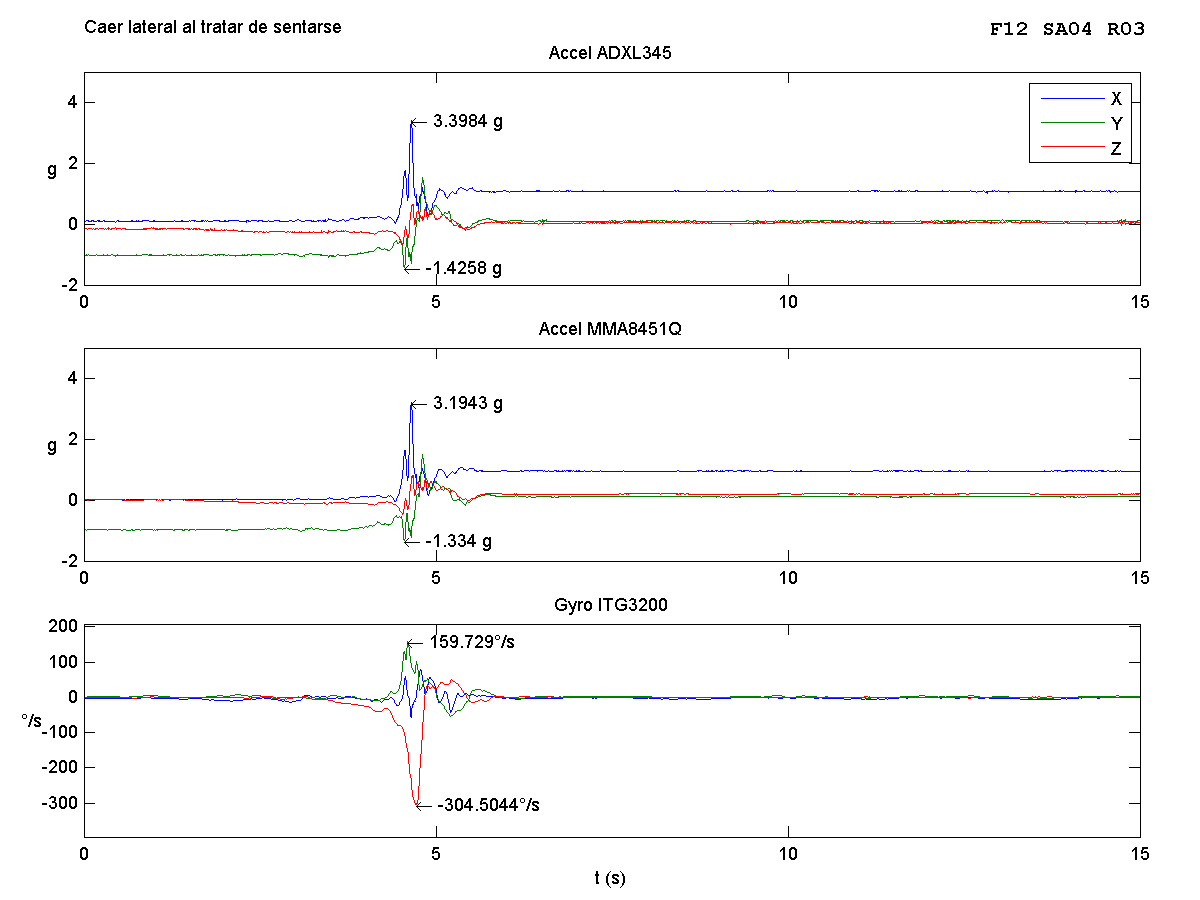 Caer lateral al tratar de sentarse
F12 SA04 R03
Accel ADXL345
4
2
0
-2
g
3.3984 g
-1.4258 g
X
Y
Z
0 5 10 15
Accel MMA8451Q
4
2
0
-2
g
3.1943 g
-1.334 g
0 5 10 15
Gyro ITG3200
200
100
0
-100
-200
-300
°/s
159.729°/s
-304.5044°/s
0 5 10 15
t (s)